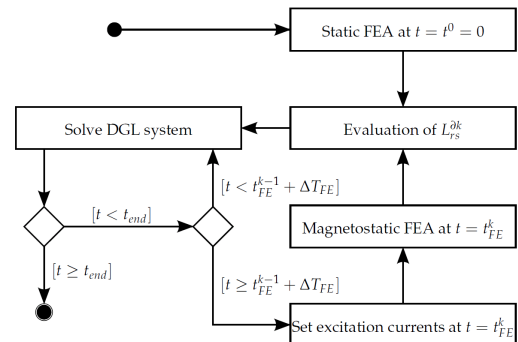 Static FEA at t = t⁰ = 0
Solve DGL system
Evaluation of L_{rs}^{∂k}
[t < t_{FE}^{k−1} + ΔT_{FE}]
[t < t_{end}]
Magnetostatic FEA at t = t_{FE}^{k}
[t ≥ t_{end}]
[t ≥ t_{FE}^{k−1} + ΔT_{FE}]
Set excitation currents at t = t_{FE}^{k}